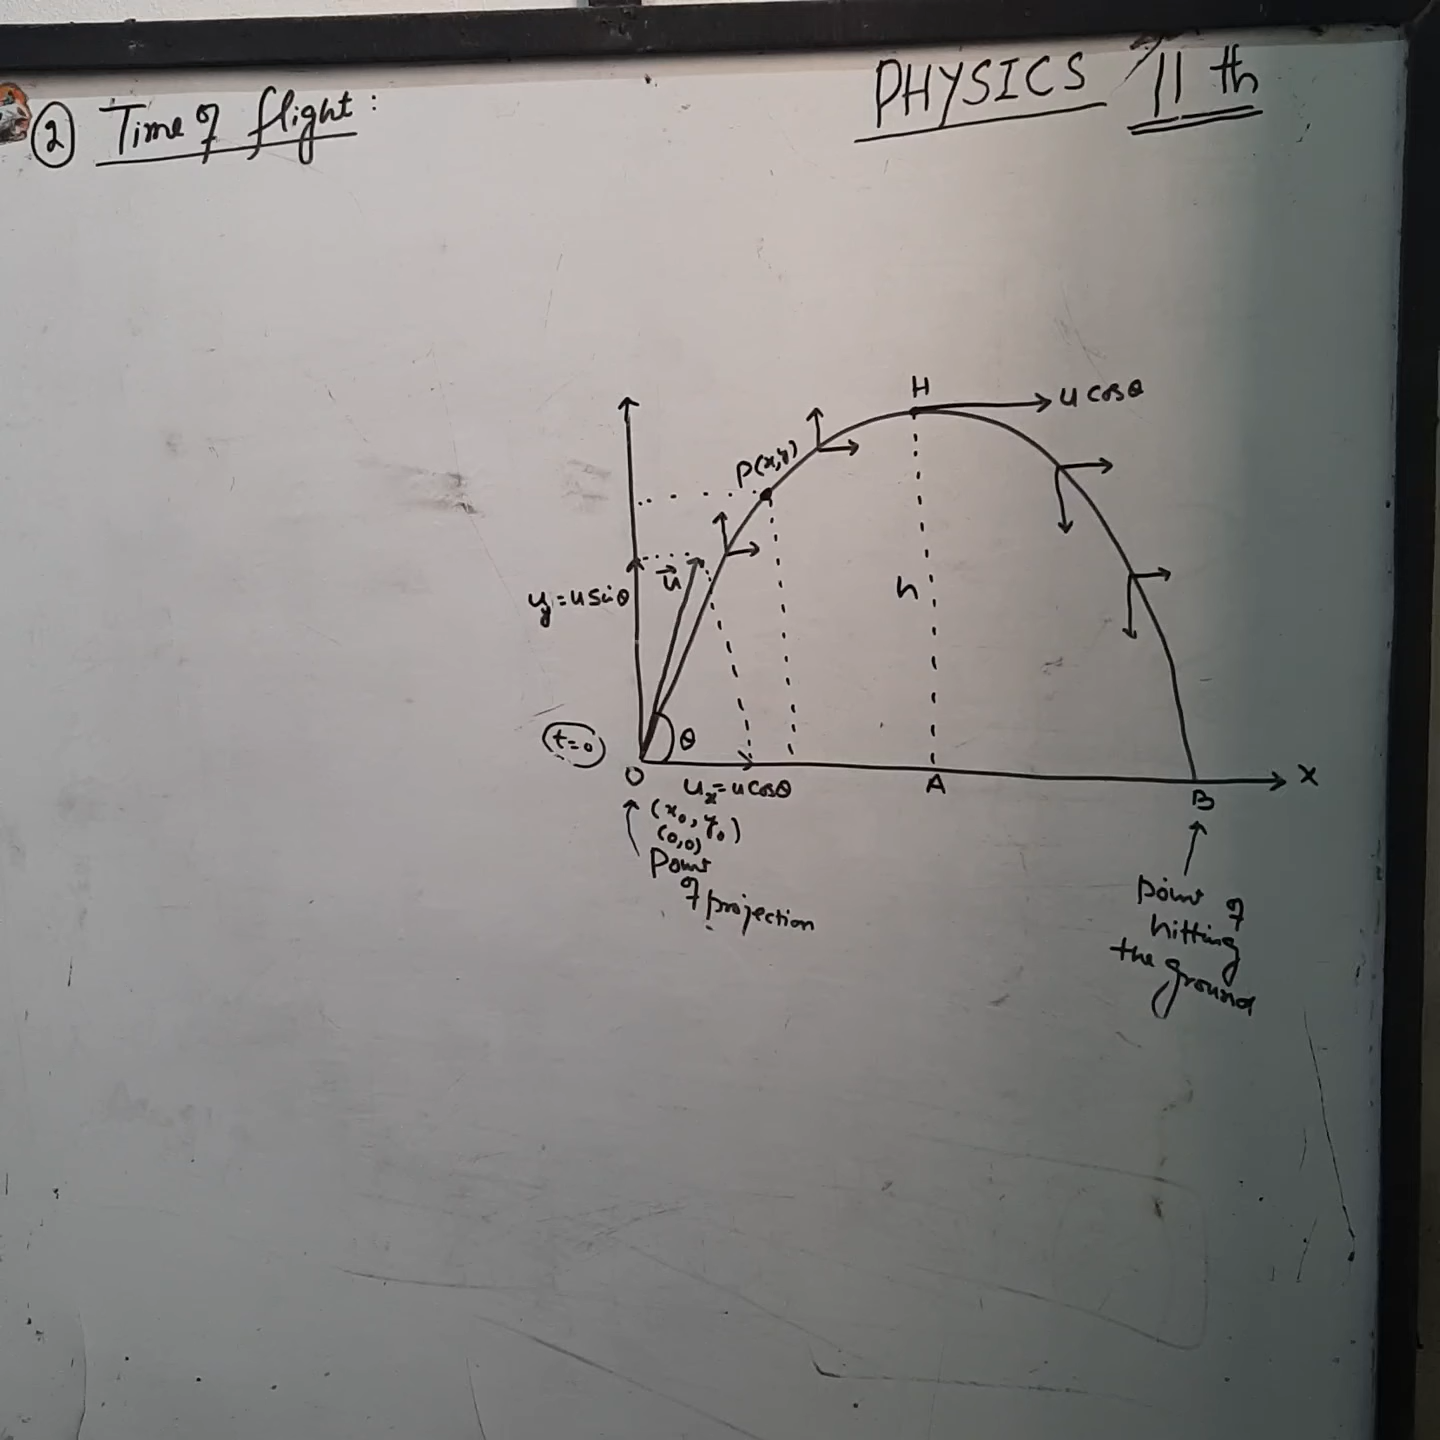 PHYSICS 11 th
② Time of flight :
H
u cosθ
P(x,y)
u⃗
uy = u sinθ
h
t=0
θ
O
ux = u cosθ
A
B
X
(x₀, y₀)
(0,0)
Point
of projection
Point of
hitting
the ground